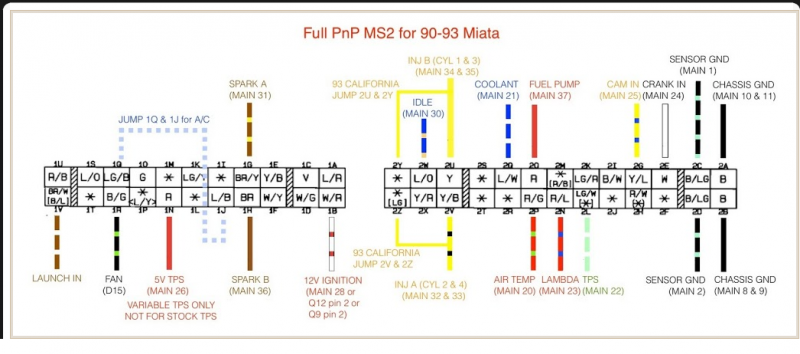 Full PnP MS2 for 90-93 Miata
INJ B (CYL 1 & 3)
(MAIN 34 & 35)
SENSOR GND
(MAIN 1)
SPARK A
(MAIN 31)
93 CALIFORNIA
JUMP 2U & 2Y
IDLE
(MAIN
30)
COOLANT
(MAIN 21)
FUEL PUMP
(MAIN 37)
CAM IN
(MAIN
25)
CRANK IN
(MAIN 24)
CHASSIS GND
(MAIN 10 & 11)
JUMP 1Q & 1J for A/C
1U 1S 1Q 1O 1M 1K 1I 1G 1E 1C 1A
R/B L/O LG/B G * LG/Y * BR/Y Y/B V L/R
BR/W [B/L] * B/G * <L/Y> R * L/B BR W/Y W/G W/R
1V 1T 1R 1P 1N 1L 1J 1H 1F 1D 1B
2Y 2W 2U 2S 2Q 2O 2M 2K 2I 2G 2E 2C 2A
* L/O Y * L/W R * [R/B] LG/R Y/L W B/LG B
* [LG] Y/R Y/B * * R/G R/L LG/W [*] * R/W [*] * B/LG B
2Z 2X 2V 2T 2R 2P 2N 2L 2J 2H 2F 2D 2B
LAUNCH IN
FAN
(D15)
5V TPS
(MAIN 26)
VARIABLE TPS ONLY
NOT FOR STOCK TPS
SPARK B
(MAIN 36)
12V IGNITION
(MAIN 28 or
Q12 pin 2 or
Q9 pin 2)
93 CALIFORNIA
JUMP 2V & 2Z
INJ A (CYL 2 & 4)
(MAIN 32 & 33)
AIR TEMP
(MAIN 20)
LAMBDA
(MAIN 23)
TPS
(MAIN 22)
SENSOR GND
(MAIN 2)
CHASSIS GND
(MAIN 8 & 9)